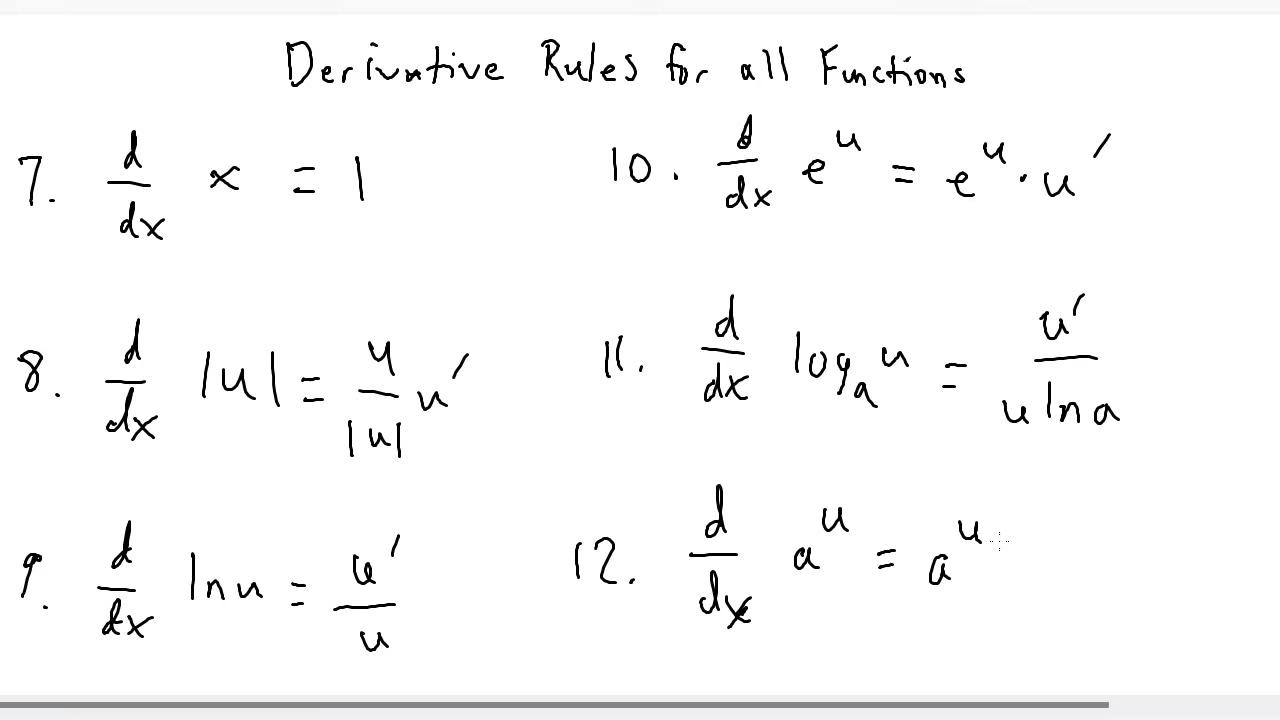 Derivative Rules for all Functions
7. d/dx x = 1
8. d/dx |u| = u/|u| u′
9. d/dx ln u = u′/u
10. d/dx e^u = e^u · u′
11. d/dx log_a u = u′/(u ln a)
12. d/dx a^u = a^u